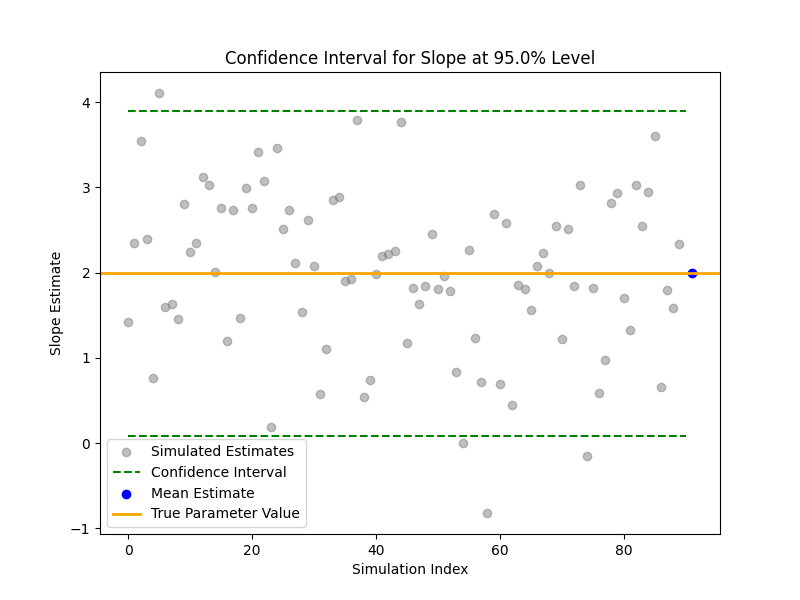 Confidence Interval for Slope at 95.0% Level
4
3
2
1
0
−1
Slope Estimate
Simulated Estimates
Confidence Interval
Mean Estimate
True Parameter Value
0 20 40 60 80
Simulation Index